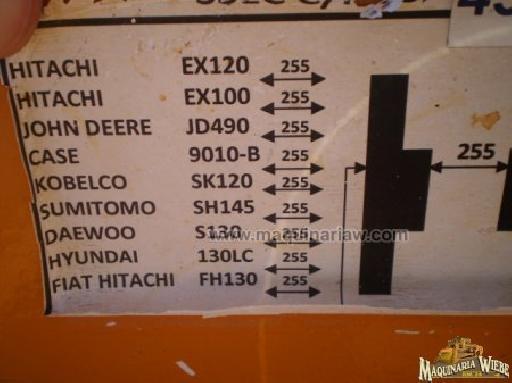 HITACHI EX120 255
HITACHI EX100 255
JOHN DEERE JD490 255
CASE 9010-B 255
255
KOBELCO SK120 255
SUMITOMO SH145 255
DAEWOO S130 255
www.maquinariaw.com
HYUNDAI 130LC 255
FIAT HITACHI FH130 255
MAQUINARIA WIEBE